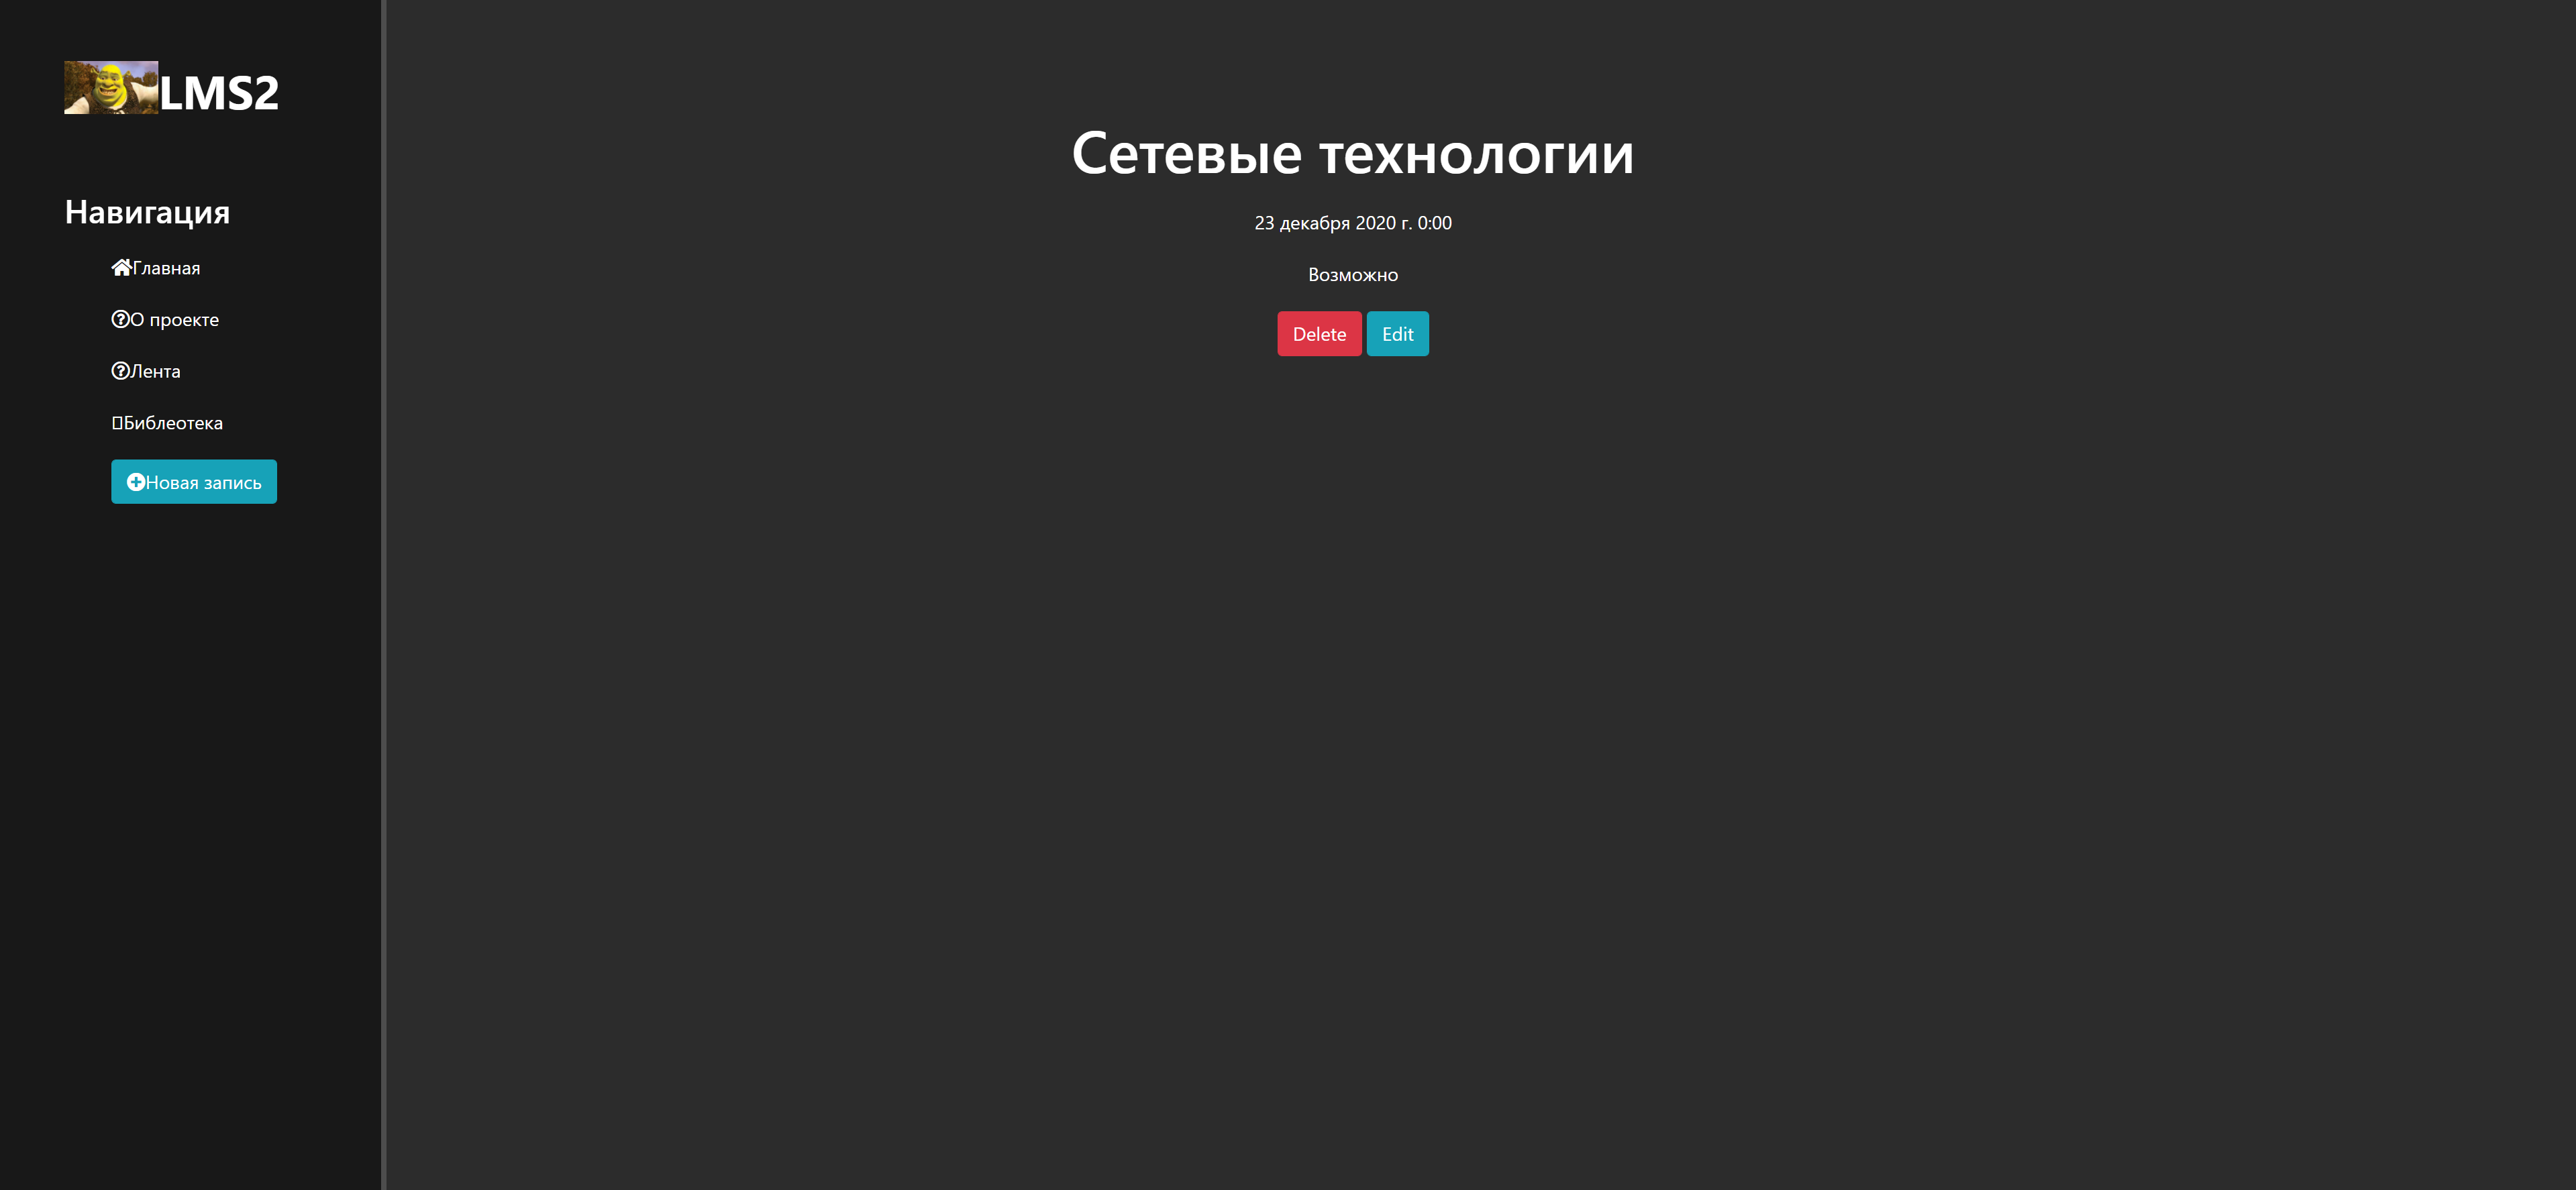 LMS2
Навигация
Главная
О проекте
Лента
Библеотека
Новая запись
Сетевые технологии
23 декабря 2020 г. 0:00
Возможно
Delete Edit